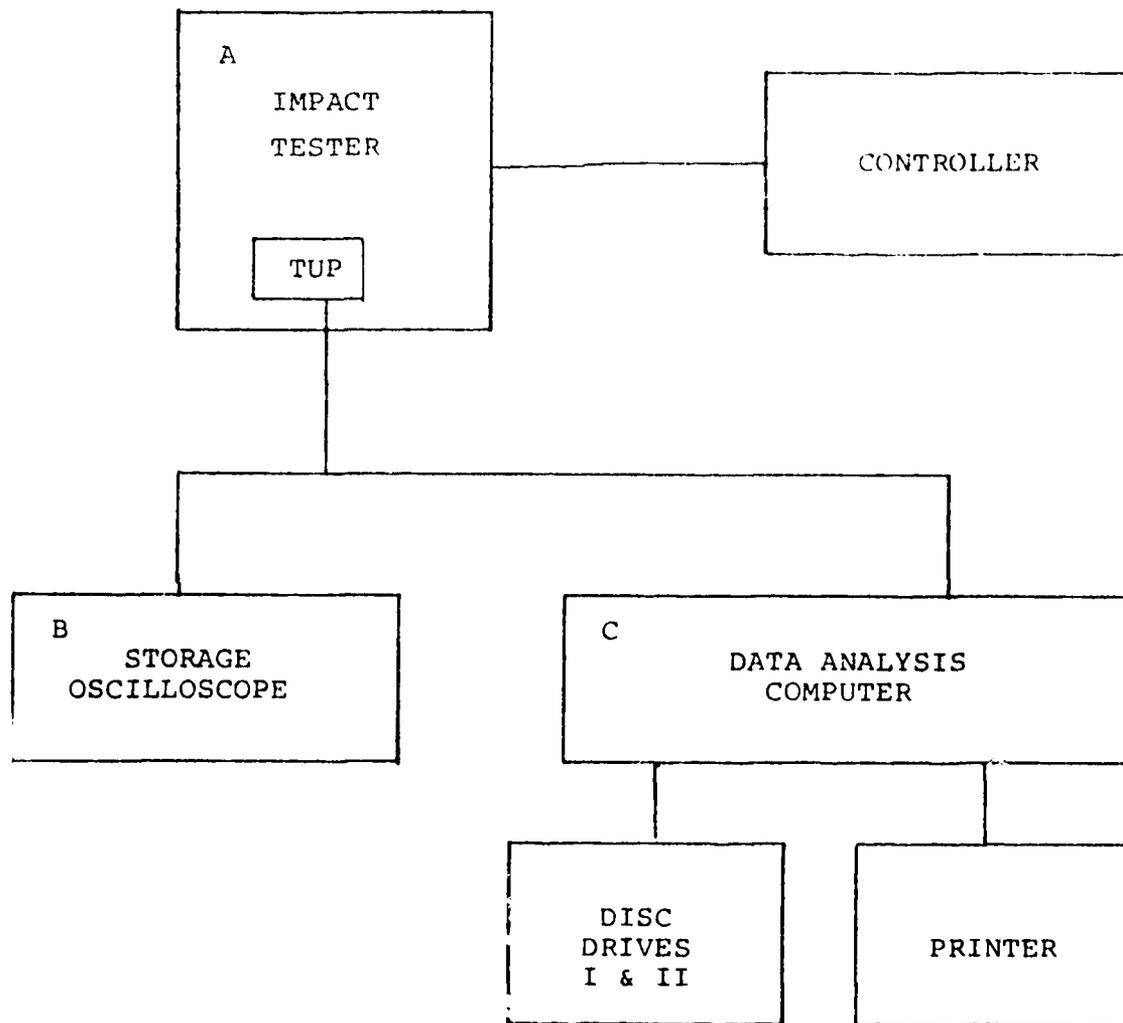 A
IMPACT
TESTER
TUP
CONTROLLER
B
STORAGE
OSCILLOSCOPE
C
DATA ANALYSIS
COMPUTER
DISC
DRIVES
I & II
PRINTER